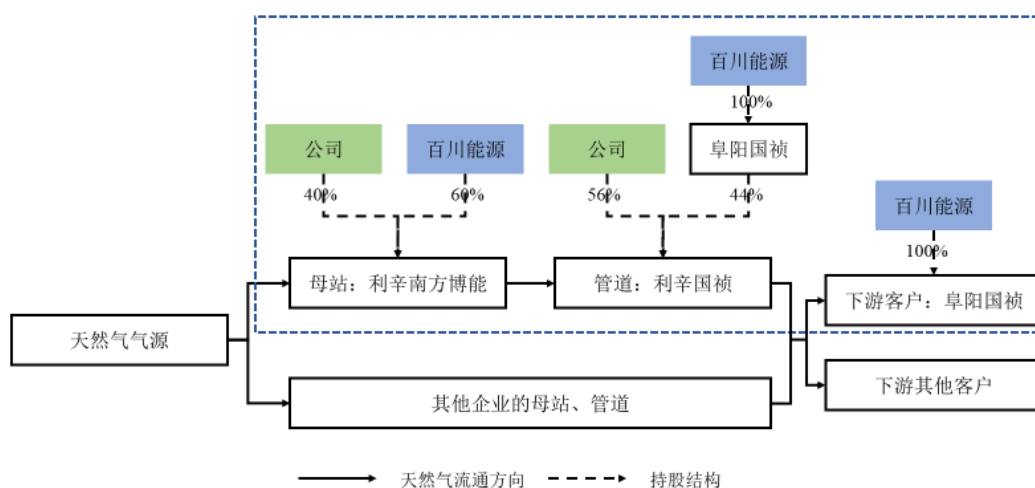 百川能源
100%
公司
百川能源
公司
阜阳国祯
40%
60%
56%
44%
百川能源
100%
母站：利辛南方博能
管道：利辛国祯
下游客户：阜阳国祯
天然气气源
下游其他客户
其他企业的母站、管道
天然气流通方向
持股结构